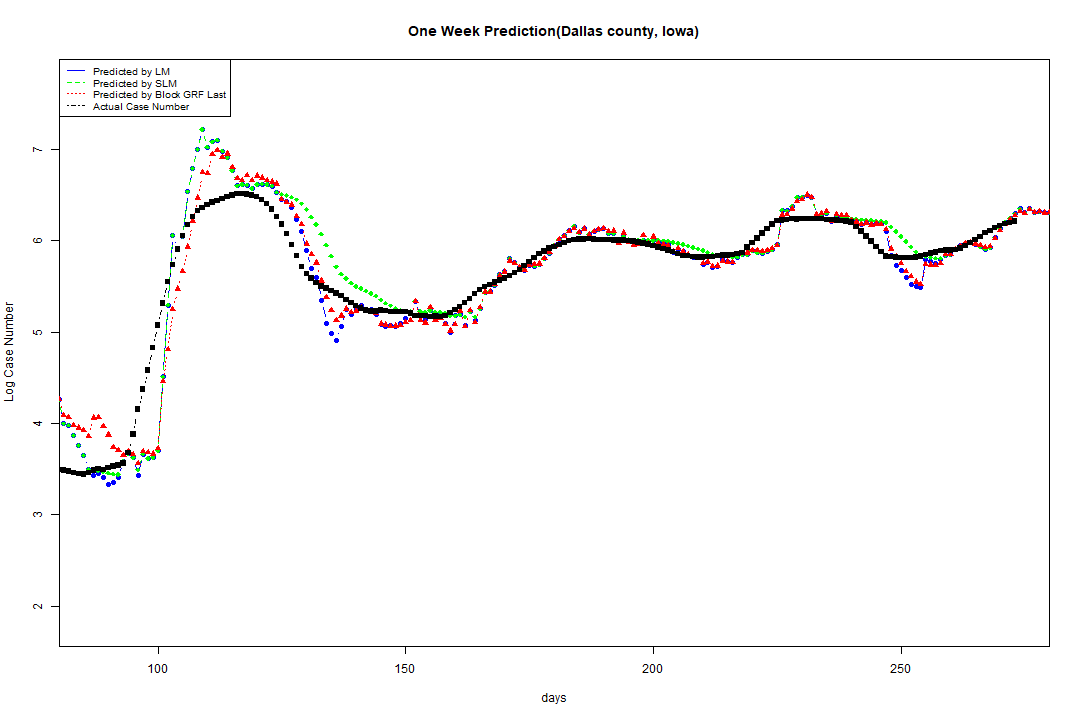 One Week Prediction(Dallas county, Iowa)
Predicted by LM
Predicted by SLM
Predicted by Block GRF Last
Actual Case Number
7
6
5
4
3
2
Log Case Number
100 150 200 250
days